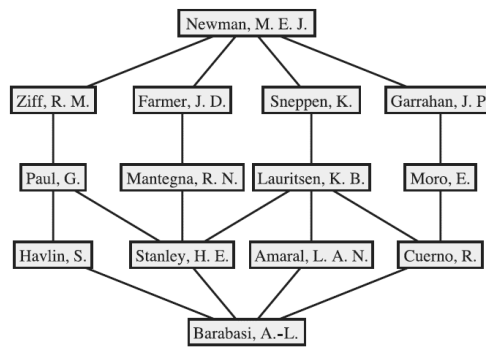 Newman, M. E. J.
Ziff, R. M.
Farmer, J. D.
Sneppen, K.
Garrahan, J. P
Paul, G.
Mantegna, R. N.
Lauritsen, K. B.
Moro, E.
Havlin, S.
Stanley, H. E.
Amaral, L. A. N.
Cuerno, R.
Barabasi, A.-L.